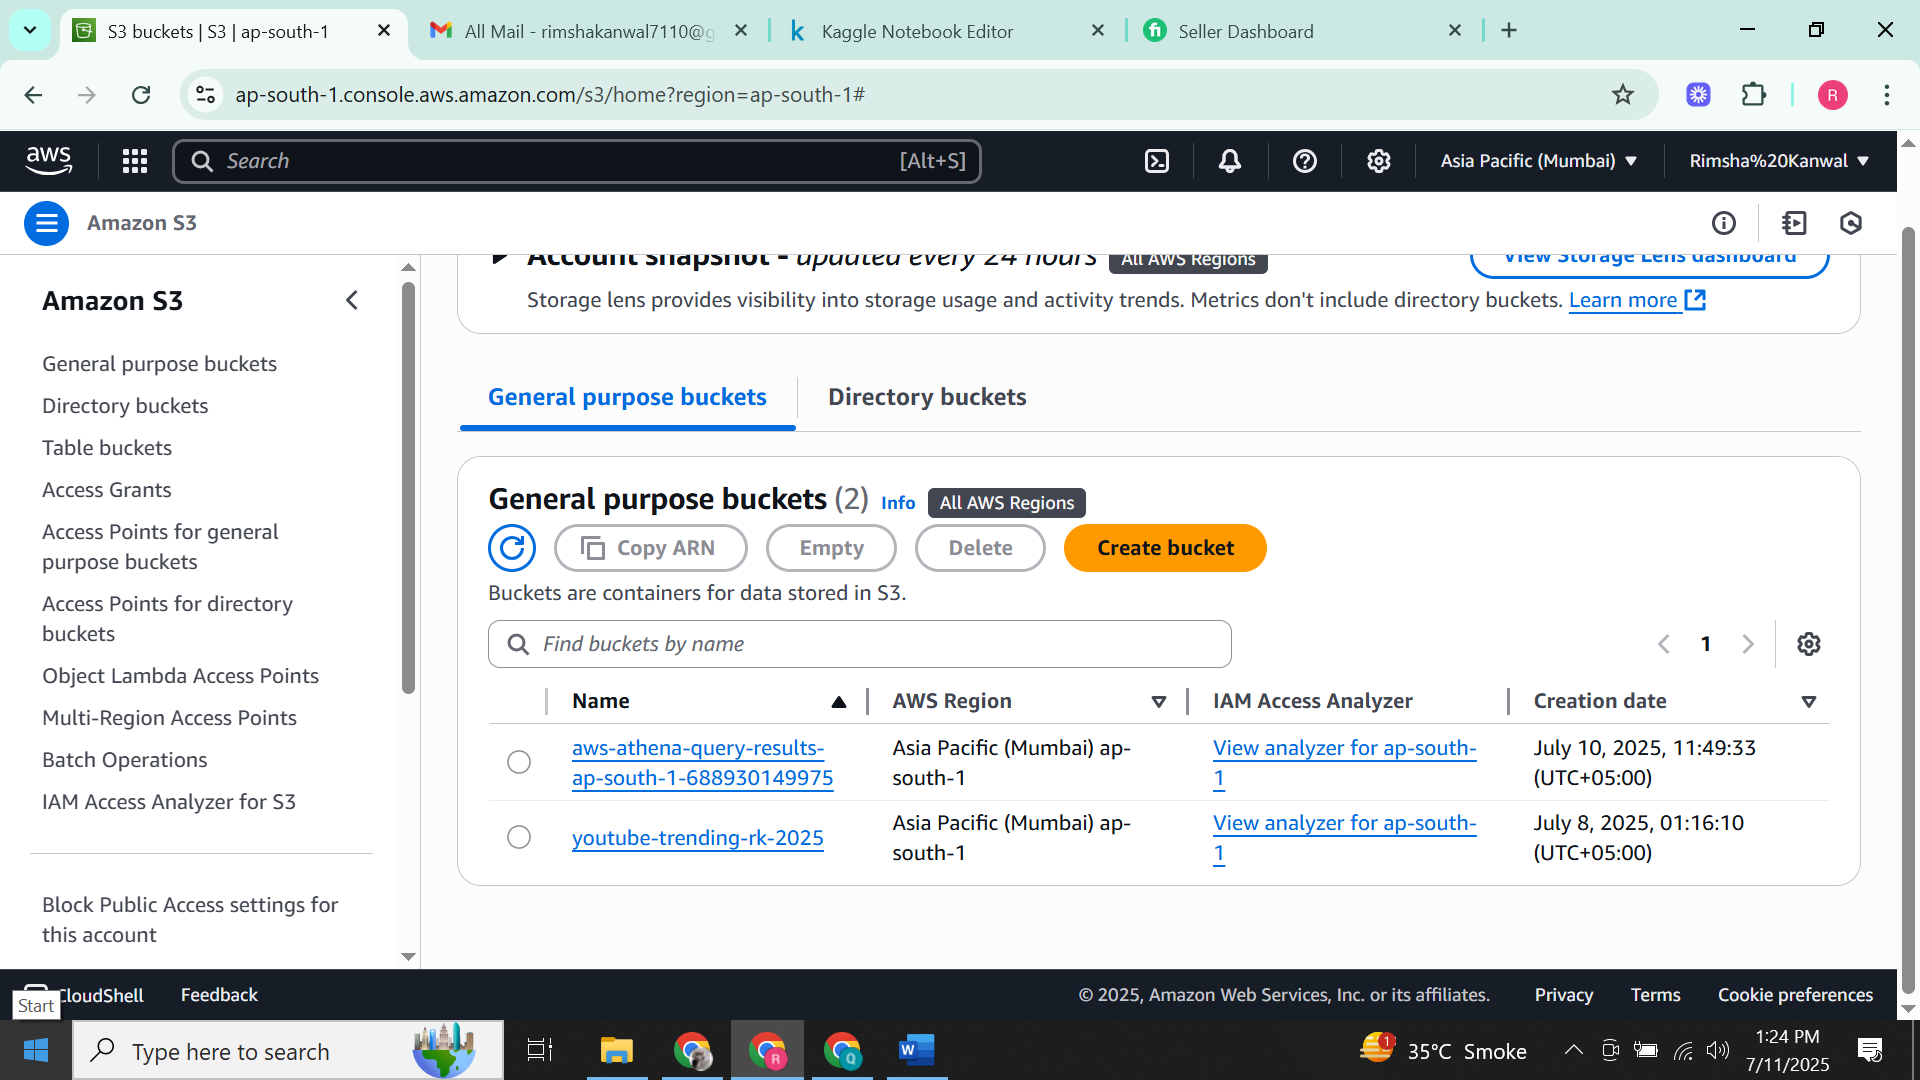 S3 buckets | S3 | ap-south-1
All Mail - rimshakanwal7110@g
Kaggle Notebook Editor
Seller Dashboard
ap-south-1.console.aws.amazon.com/s3/home?region=ap-south-1#
R
aws
Search
[Alt+S]
Asia Pacific (Mumbai)
Rimsha%20Kanwal
Amazon S3
Amazon S3
General purpose buckets
Directory buckets
Table buckets
Access Grants
Access Points for general
purpose buckets
Access Points for directory
buckets
Object Lambda Access Points
Multi-Region Access Points
Batch Operations
IAM Access Analyzer for S3
Block Public Access settings for
this account
Account snapshot - updated every 24 hours
All AWS Regions
View Storage Lens dashboard
Storage lens provides visibility into storage usage and activity trends. Metrics don't include directory buckets. Learn more
General purpose buckets
Directory buckets
General purpose buckets (2)
Info
All AWS Regions
Copy ARN
Empty
Delete
Create bucket
Buckets are containers for data stored in S3.
Find buckets by name
1
Name
AWS Region
IAM Access Analyzer
Creation date
aws-athena-query-results-
ap-south-1-688930149975
Asia Pacific (Mumbai) ap-
south-1
View analyzer for ap-south-
1
July 10, 2025, 11:49:33
(UTC+05:00)
youtube-trending-rk-2025
Asia Pacific (Mumbai) ap-
south-1
View analyzer for ap-south-
1
July 8, 2025, 01:16:10
(UTC+05:00)
CloudShell
Feedback
© 2025, Amazon Web Services, Inc. or its affiliates.
Privacy
Terms
Cookie preferences
Start
Type here to search
R
Q
W
1
35°C Smoke
1:24 PM
7/11/2025